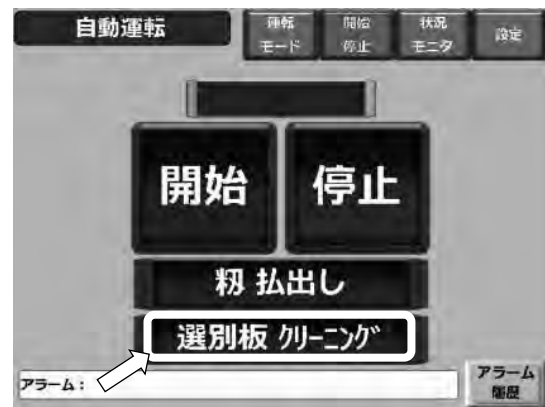 自動運転
運転
モード
開始
停止
状況
モニタ
設定
開始
停止
籾 払出し
選別板 ｸﾘｰﾆﾝｸﾞ
アラーム：
アラーム
履歴